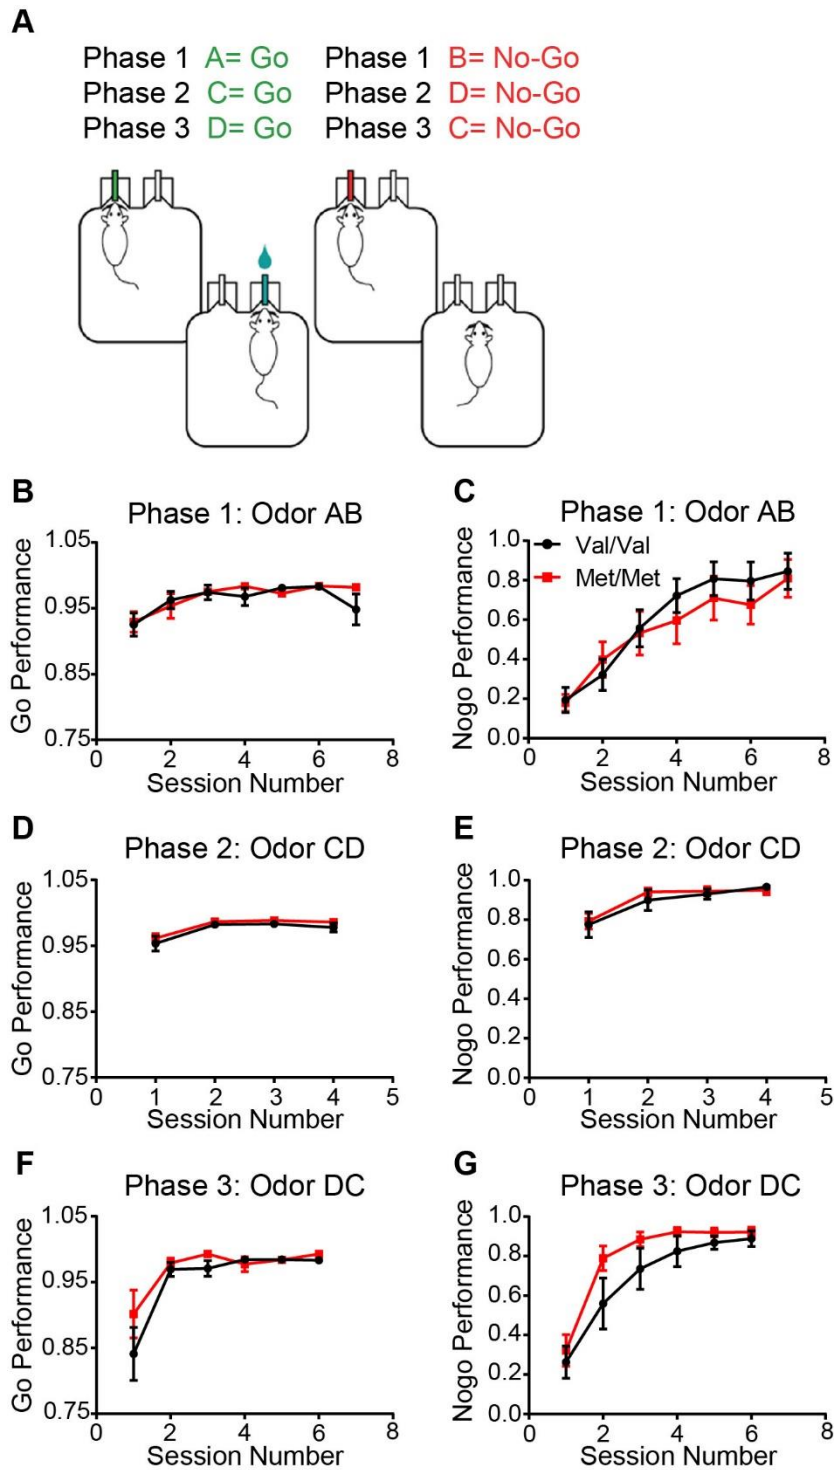 A
Phase 1 A= Go Phase 1 B= No-Go
Phase 2 C= Go Phase 2 D= No-Go
Phase 3 D= Go Phase 3 C= No-Go
B
Phase 1: Odor AB
Go Performance
1.05
0.95
0.85
0.75
0 2 4 6 8
Session Number
C
Phase 1: Odor AB
Val/Val
Met/Met
Nogo Performance
1.0
0.8
0.6
0.4
0.2
0.0
0 2 4 6 8
Session Number
D
Phase 2: Odor CD
Go Performance
1.05
0.95
0.85
0.75
0 1 2 3 4 5
Session Number
E
Phase 2: Odor CD
Nogo Performance
1.0
0.8
0.6
0.4
0.2
0.0
0 1 2 3 4 5
Session Number
F
Phase 3: Odor DC
Go Performance
1.05
0.95
0.85
0.75
0 2 4 6 8
Session Number
G
Phase 3: Odor DC
Nogo Performance
1.0
0.8
0.6
0.4
0.2
0.0
0 2 4 6 8
Session Number